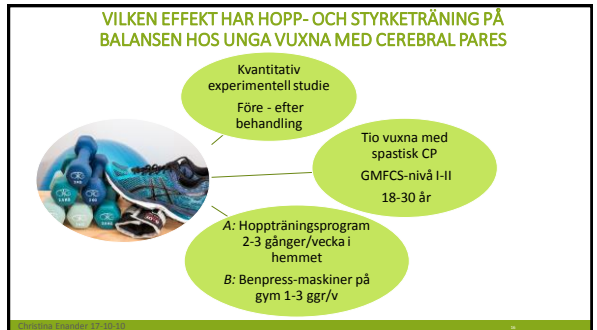 VILKEN EFFEKT HAR HOPP- OCH STYRKETRÄNING PÅ
BALANSEN HOS UNGA VUXNA MED CEREBRAL PARES
Kvantitativ
experimentell studie
Före - efter
behandling
Tio vuxna med
spastisk CP
GMFCS-nivå I-II
18-30 år
A: Hoppträningsprogram
2-3 gånger/vecka i
hemmet
B: Benpress-maskiner på
gym 1-3 ggr/v
Christina Enander 17-10-10